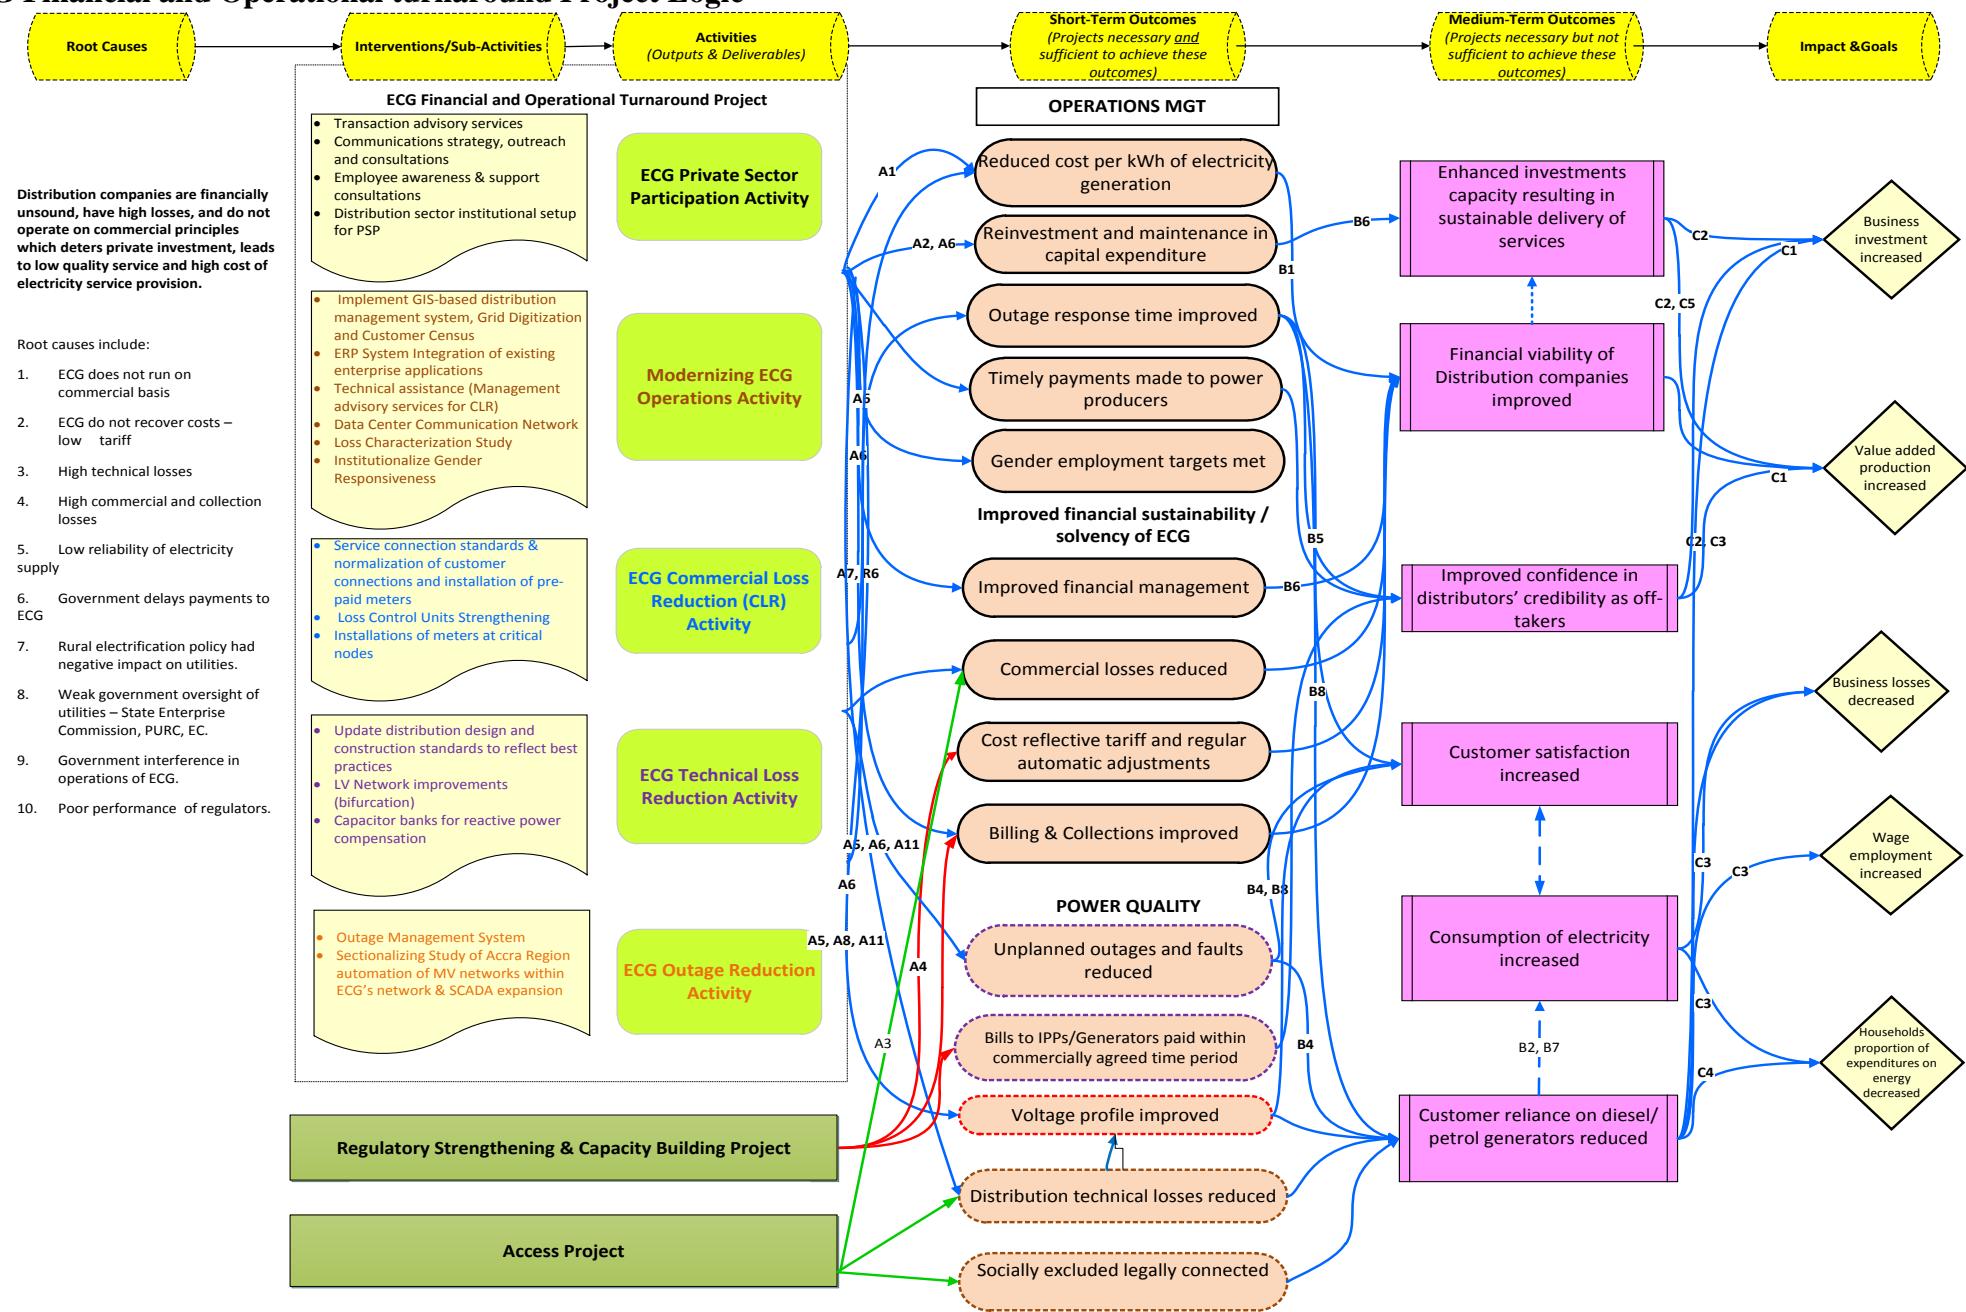 G Financial and Operational turnaround Project Logic
Root Causes
Interventions/Sub-Activities
Activities
(Outputs & Deliverables)
Short-Term Outcomes
(Projects necessary and
sufficient to achieve these
outcomes)
Medium-Term Outcomes
(Projects necessary but not
sufficient to achieve these
outcomes)
Impact &Goals
Distribution companies are financially
unsound, have high losses, and do not
operate on commercial principles
which deters private investment, leads
to low quality service and high cost of
electricity service provision.
Root causes include:
1. ECG does not run on
commercial basis
2. ECG do not recover costs –
low tariff
3. High technical losses
4. High commercial and collection
losses
5. Low reliability of electricity
supply
6. Government delays payments to
ECG
7. Rural electrification policy had
negative impact on utilities.
8. Weak government oversight of
utilities – State Enterprise
Commission, PURC, EC.
9. Government interference in
operations of ECG.
10. Poor performance of regulators.
ECG Financial and Operational Turnaround Project
• Transaction advisory services
• Communications strategy, outreach
and consultations
• Employee awareness & support
consultations
• Distribution sector institutional setup
for PSP
ECG Private Sector
Participation Activity
• Implement GIS-based distribution
management system, Grid Digitization
and Customer Census
• ERP System Integration of existing
enterprise applications
• Technical assistance (Management
advisory services for CLR)
• Data Center Communication Network
• Loss Characterization Study
• Institutionalize Gender
Responsiveness
Modernizing ECG
Operations Activity
• Service connection standards &
normalization of customer
connections and installation of pre-
paid meters
• Loss Control Units Strengthening
• Installations of meters at critical
nodes
ECG Commercial Loss
Reduction (CLR)
Activity
• Update distribution design and
construction standards to reflect best
practices
• LV Network improvements
(bifurcation)
• Capacitor banks for reactive power
compensation
ECG Technical Loss
Reduction Activity
• Outage Management System
• Sectionalizing Study of Accra Region
automation of MV networks within
ECG's network & SCADA expansion
ECG Outage Reduction
Activity
Regulatory Strengthening & Capacity Building Project
Access Project
A1
A2, A6
A6
A7, R6
A5, A6, A11
A6
A5, A8, A11
A4
A3
OPERATIONS MGT
Reduced cost per kWh of electricity
generation
Reinvestment and maintenance in
capital expenditure
Outage response time improved
Timely payments made to power
producers
Gender employment targets met
Improved financial sustainability /
solvency of ECG
Improved financial management
Commercial losses reduced
Cost reflective tariff and regular
automatic adjustments
Billing & Collections improved
POWER QUALITY
Unplanned outages and faults
reduced
Bills to IPPs/Generators paid within
commercially agreed time period
Voltage profile improved
Distribution technical losses reduced
Socially excluded legally connected
B6
B1
B5
B6
B8
B4, B8
B4
Enhanced investments
capacity resulting in
sustainable delivery of
services
Financial viability of
Distribution companies
improved
Improved confidence in
distributors' credibility as off-
takers
Customer satisfaction
increased
Consumption of electricity
increased
B2, B7
Customer reliance on diesel/
petrol generators reduced
C2
C1
C2, C5
C1
C2, C3
C3
C3
C3
C4
Business
investment
increased
Value added
production
increased
Business losses
decreased
Wage
employment
increased
Households
proportion of
expenditures on
energy
decreased